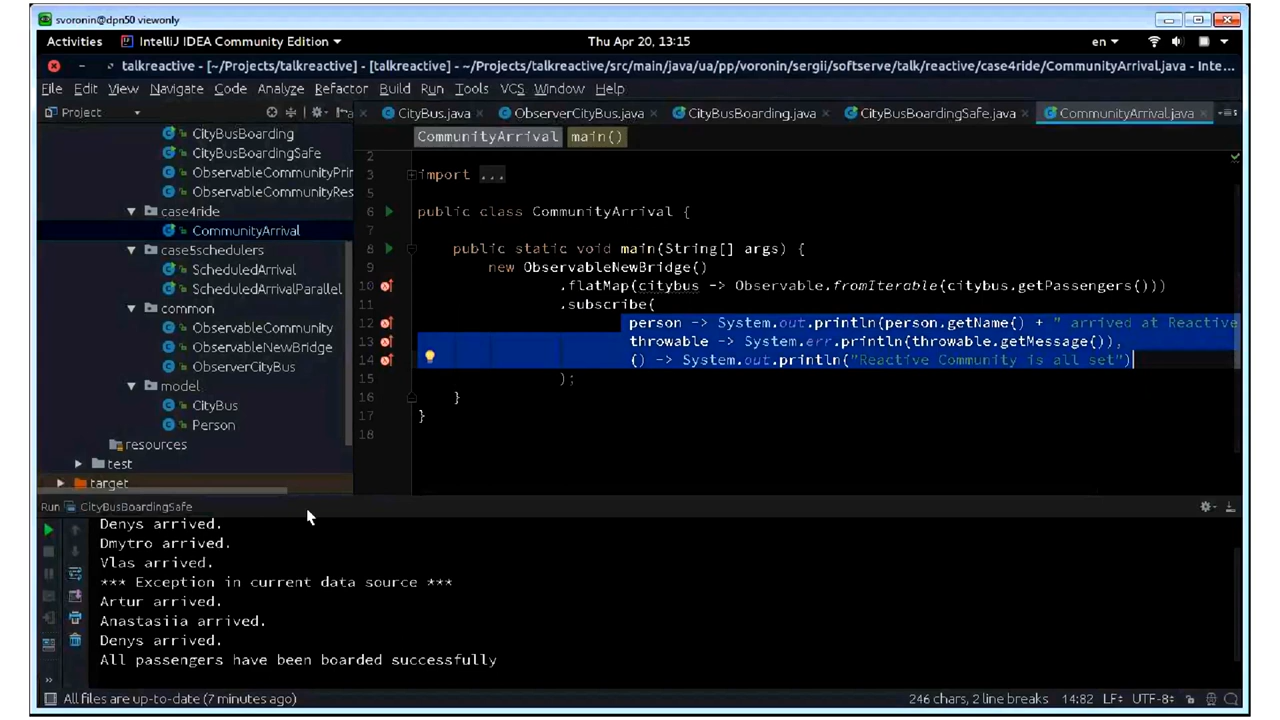 svoronin@dpn50 viewonly
Activities IntelliJ IDEA Community Edition Thu Apr 20, 13:15 en
talkreactive - [~/Projects/talkreactive] - [talkreactive] - ~/Projects/talkreactive/src/main/java/ua/pp/voronin/sergii/softserve/talk/reactive/case4ride/CommunityArrival.java - Inte...
File Edit View Navigate Code Analyze Refactor Build Run Tools VCS Window Help
Project CityBus.java ObserverCityBus.java CityBusBoarding.java CityBusBoardingSafe.java CommunityArrival.java
CommunityArrival main()
CityBusBoarding
CityBusBoardingSafe
ObservableCommunityPri
ObservableCommunityRes
case4ride
CommunityArrival
case5schedulers
ScheduledArrival
ScheduledArrivalParallel
common
ObservableCommunity
ObservableNewBridge
ObserverCityBus
model
CityBus
Person
resources
test
target
2
3 import ...
5
6 public class CommunityArrival {
7
8 public static void main(String[] args) {
9 new ObservableNewBridge()
10 .flatMap(citybus -> Observable.fromIterable(citybus.getPassengers()))
11 .subscribe(
12 person -> System.out.println(person.getName() + " arrived at Reactive
13 throwable -> System.err.println(throwable.getMessage()),
14 () -> System.out.println("Reactive Community is all set")
15 );
16 }
17 }
18
Run CityBusBoardingSafe
Denys arrived.
Dmytro arrived.
Vlas arrived.
*** Exception in current data source ***
Artur arrived.
Anastasiia arrived.
Denys arrived.
All passengers have been boarded successfully
All files are up-to-date (7 minutes ago) 246 chars, 2 line breaks 14:82 LF÷ UTF-8÷